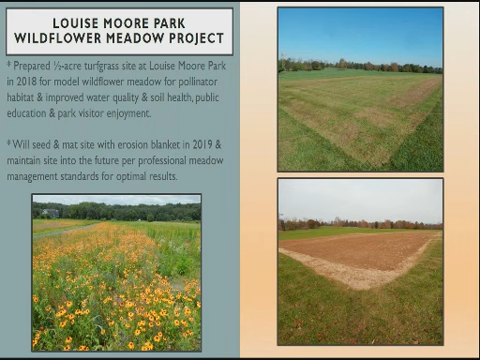 LOUISE MOORE PARK
WILDFLOWER MEADOW PROJECT
* Prepared ½-acre turfgrass site at Louise Moore Park
in 2018 for model wildflower meadow for pollinator
habitat & improved water quality & soil health, public
education & park visitor enjoyment.
* Will seed & mat site with erosion blanket in 2019 &
maintain site into the future per professional meadow
management standards for optimal results.